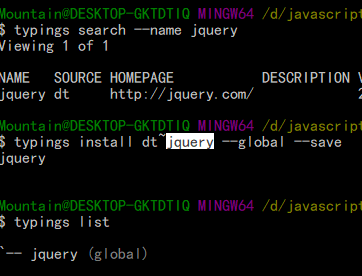 Mountain@DESKTOP-GKTDTIQ MINGW64 /d/javascript
$ typings search --name jquery
Viewing 1 of 1
NAME SOURCE HOMEPAGE DESCRIPTION V
jquery dt http://jquery.com/ 2
Mountain@DESKTOP-GKTDTIQ MINGW64 /d/javascript
$ typings install dt~jquery --global --save
jquery
Mountain@DESKTOP-GKTDTIQ MINGW64 /d/javascript
$ typings list
`-- jquery (global)